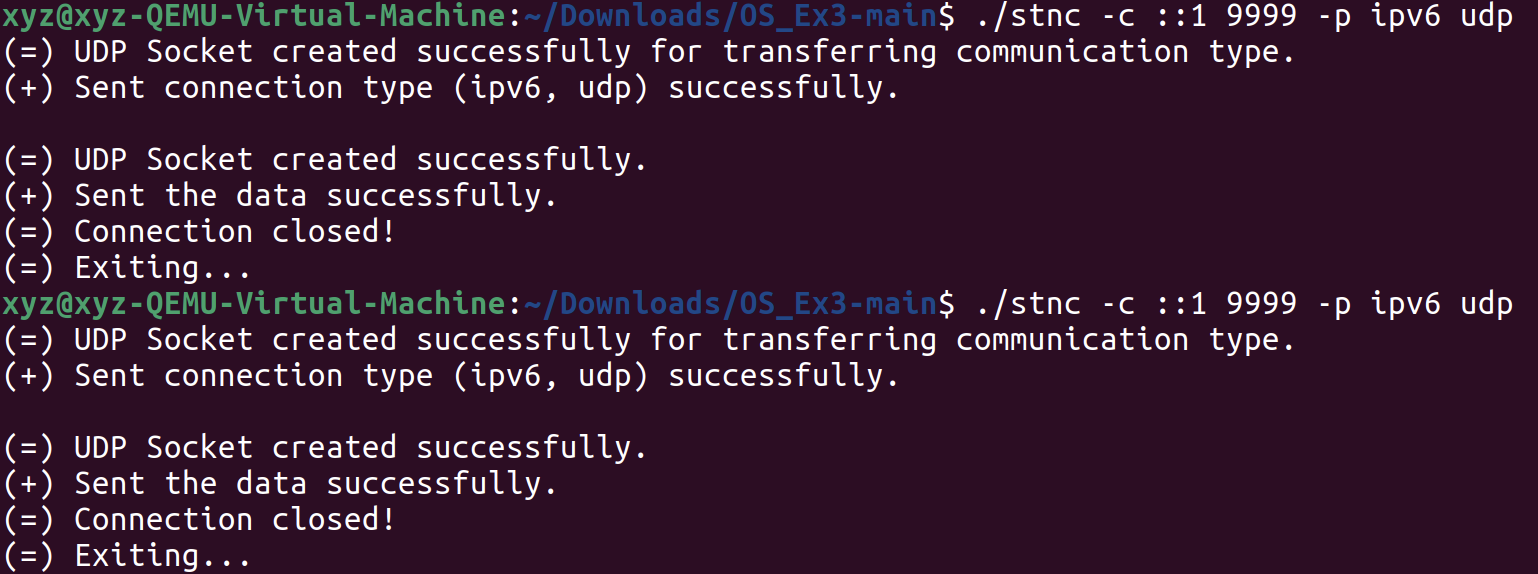 xyz@xyz-QEMU-Virtual-Machine:~/Downloads/OS_Ex3-main$ ./stnc -c ::1 9999 -p ipv6 udp
(=) UDP Socket created successfully for transferring communication type.
(+) Sent connection type (ipv6, udp) successfully.
(=) UDP Socket created successfully.
(+) Sent the data successfully.
(=) Connection closed!
(=) Exiting...
xyz@xyz-QEMU-Virtual-Machine:~/Downloads/OS_Ex3-main$ ./stnc -c ::1 9999 -p ipv6 udp
(=) UDP Socket created successfully for transferring communication type.
(+) Sent connection type (ipv6, udp) successfully.
(=) UDP Socket created successfully.
(+) Sent the data successfully.
(=) Connection closed!
(=) Exiting...